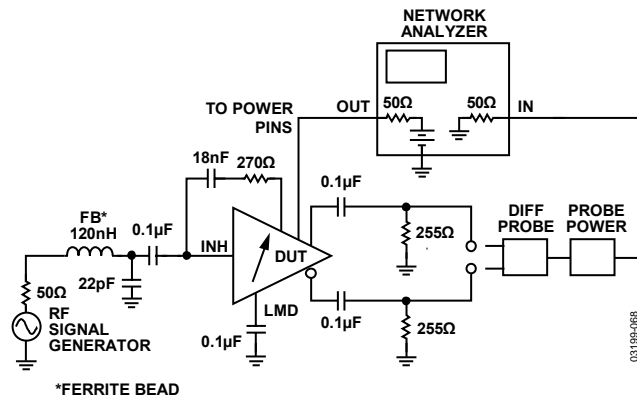 NETWORK
ANALYZER
OUT
50Ω
50Ω
IN
TO POWER
PINS
18nF
270Ω
0.1µF
FB*
120nH
0.1µF
INH
DUT
255Ω
DIFF
PROBE
PROBE
POWER
50Ω
22pF
LMD
0.1µF
0.1µF
255Ω
RF
SIGNAL
GENERATOR
*FERRITE BEAD
03199-068